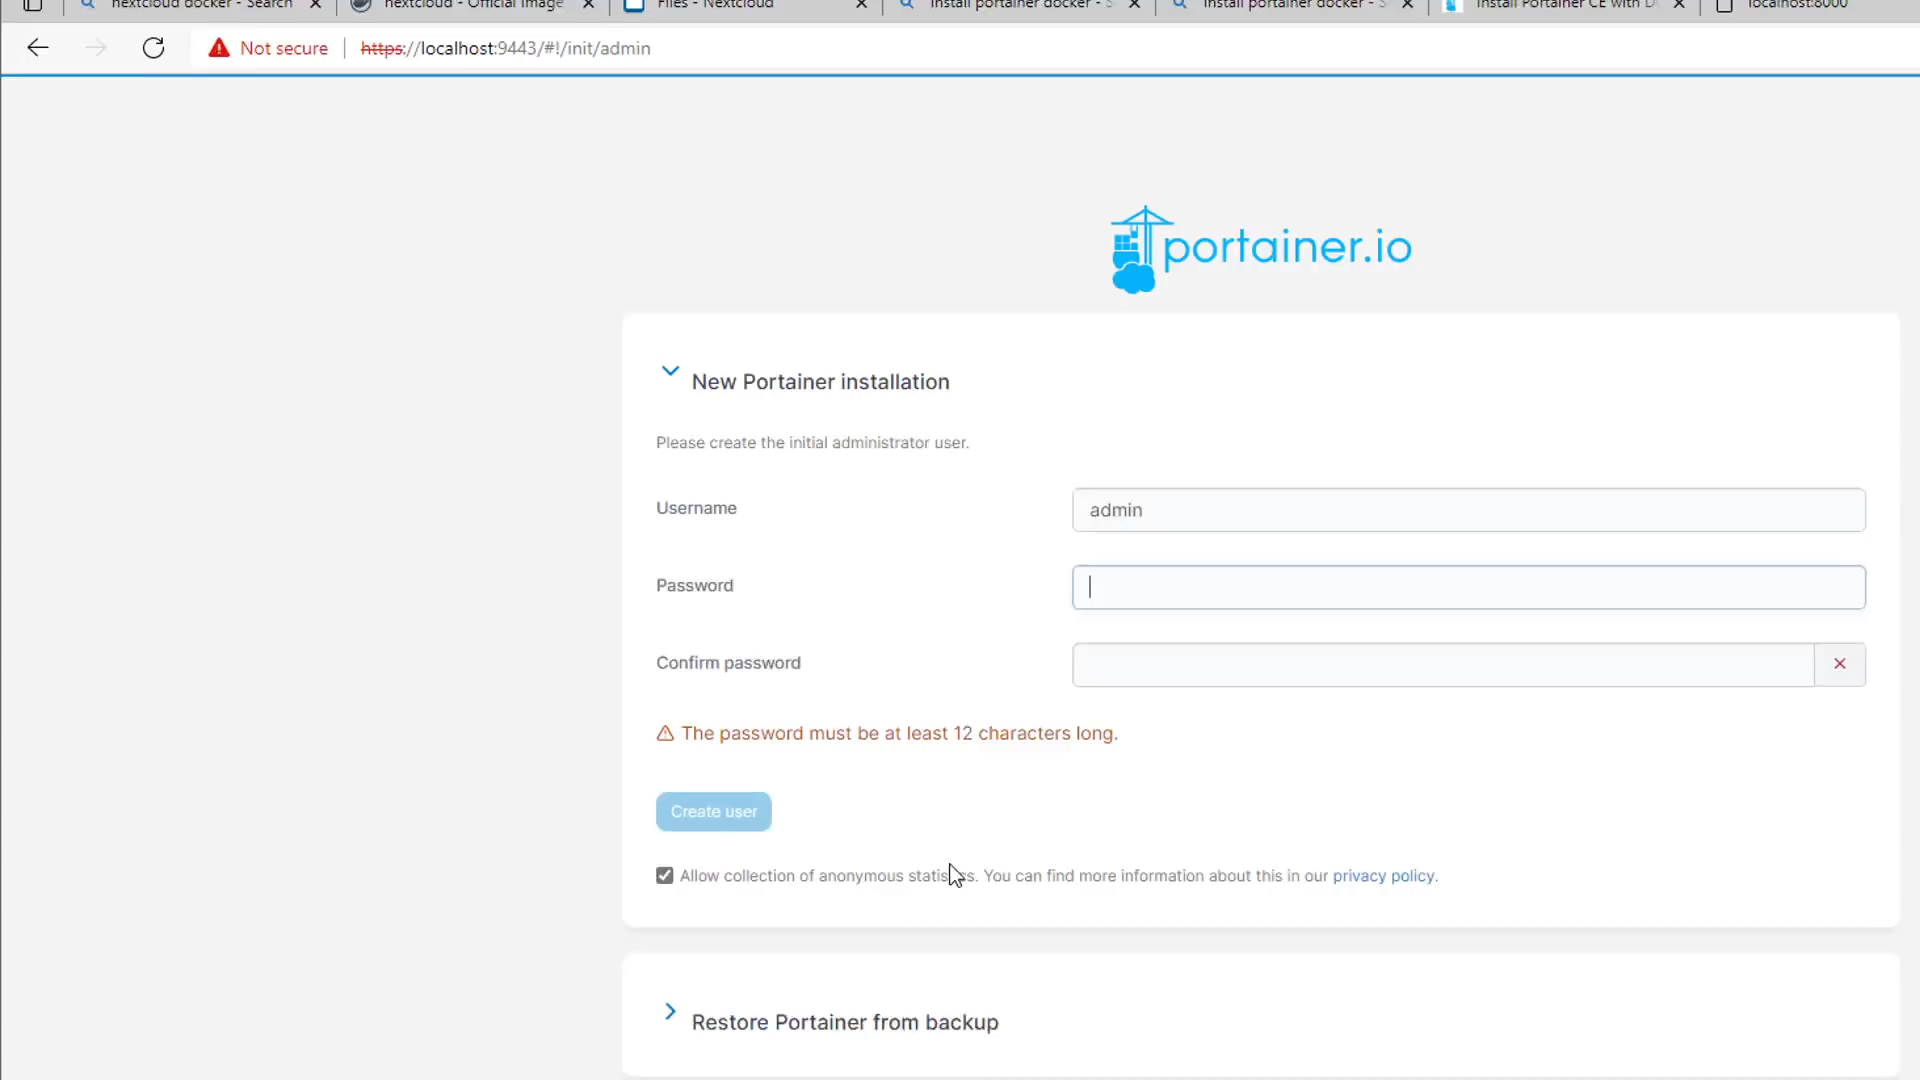 nextcloud docker - Search
nextcloud - Official Image
Files - Nextcloud
install portainer docker - S
install portainer docker - S
Install Portainer CE with D
localhost:8000
Not secure
https://localhost:9443/#!/init/admin
portainer.io
New Portainer installation
Please create the initial administrator user.
Username
admin
Password
Confirm password
The password must be at least 12 characters long.
Create user
Allow collection of anonymous statistics. You can find more information about this in our privacy policy.
Restore Portainer from backup